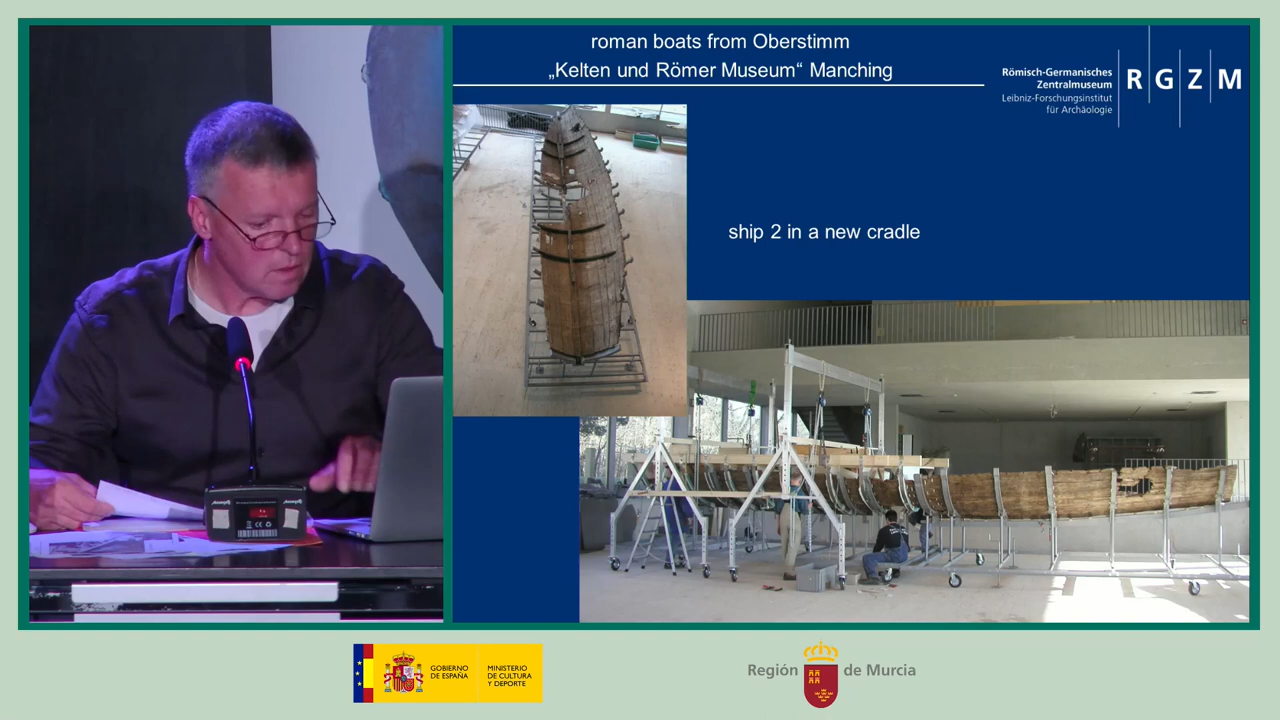 roman boats from Oberstimm
„Kelten und Römer Museum“ Manching
Römisch-Germanisches
Zentralmuseum
Leibniz-Forschungsinstitut
für Archäologie
R G Z M
ship 2 in a new cradle
GOBIERNO
DE ESPAÑA
MINISTERIO
DE CULTURA
Y DEPORTE
Región de Murcia